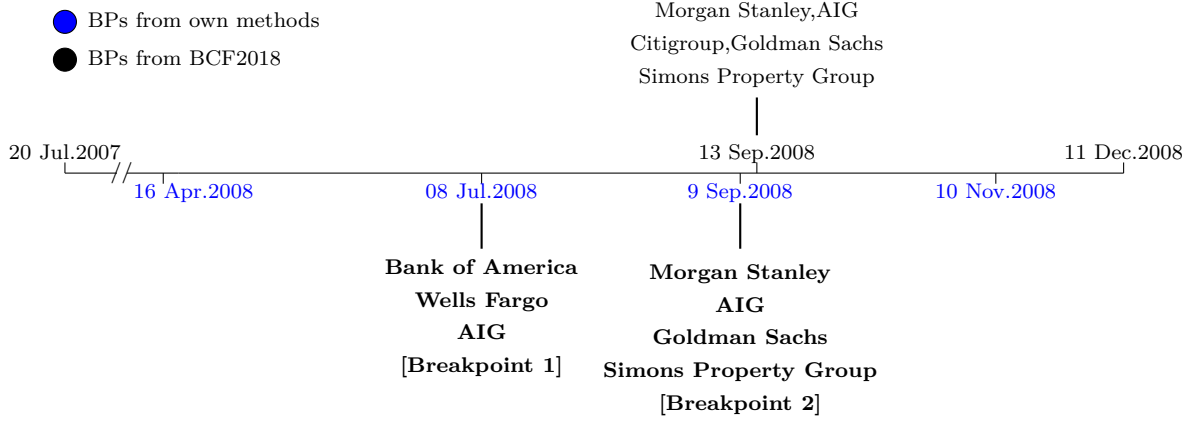 BPs from own methods
BPs from BCF2018
Morgan Stanley,AIG
Citigroup,Goldman Sachs
Simons Property Group
20 Jul.2007
13 Sep.2008
11 Dec.2008
16 Apr.2008
08 Jul.2008
9 Sep.2008
10 Nov.2008
Bank of America
Wells Fargo
AIG
[Breakpoint 1]
Morgan Stanley
AIG
Goldman Sachs
Simons Property Group
[Breakpoint 2]